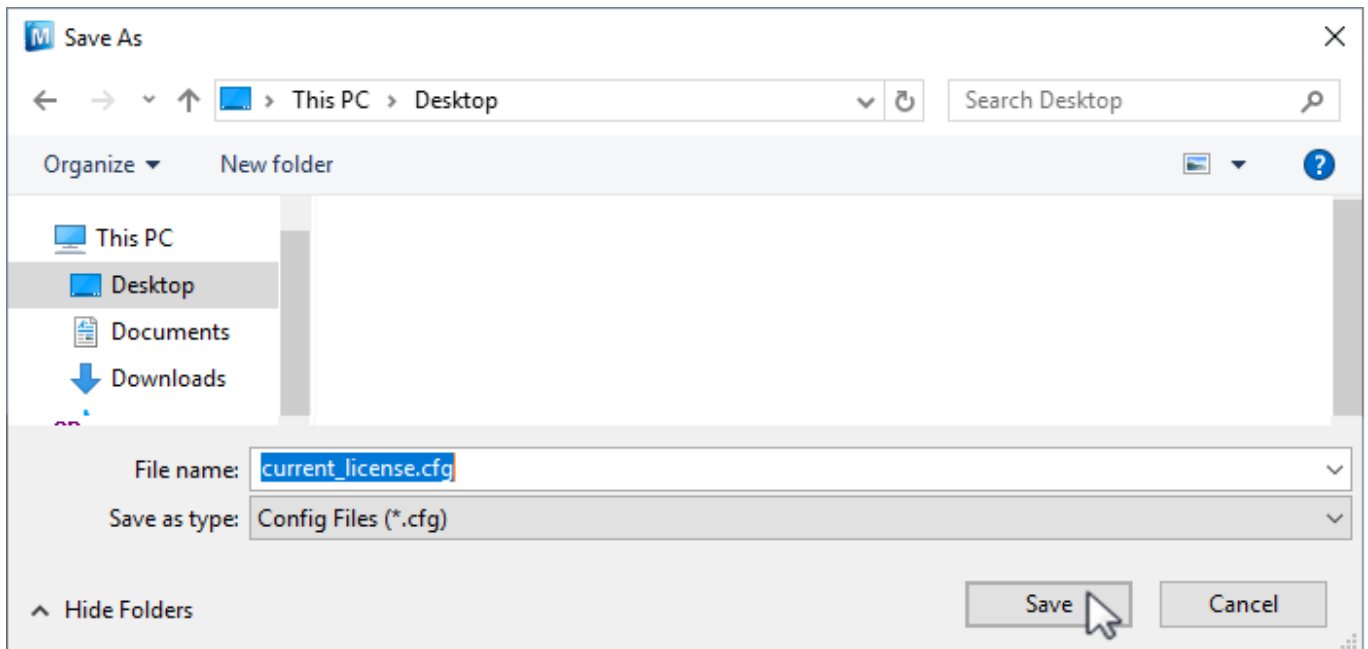 M Save As
This PC > Desktop
Search Desktop
Organize
New folder
?
This PC
Desktop
Documents
Downloads
File name: current_license.cfg
Save as type: Config Files (*.cfg)
Hide Folders
Save
Cancel